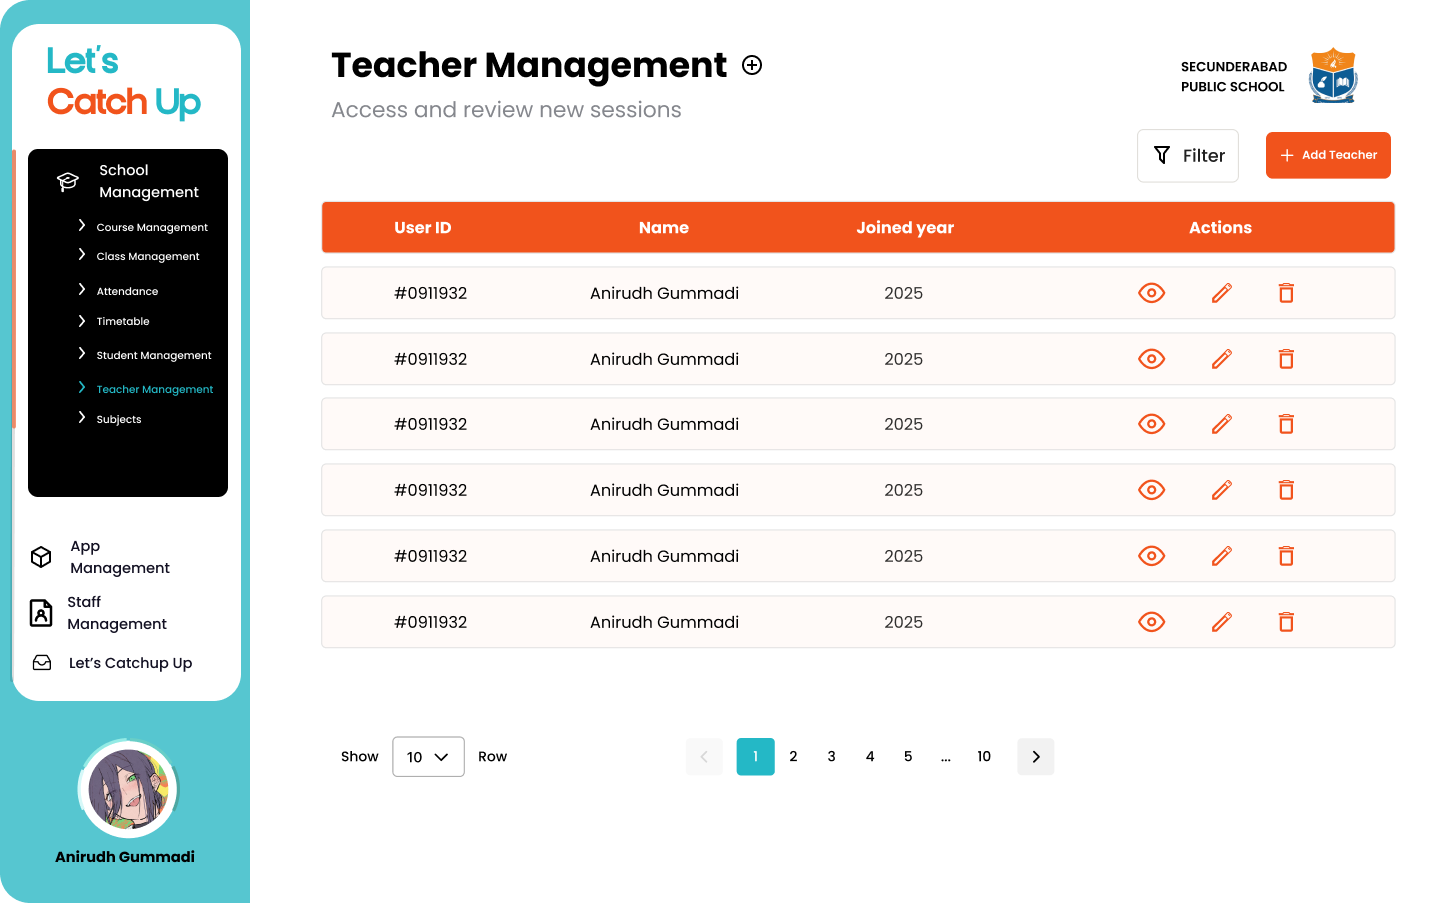 Let's
Catch Up
School
Management
Course Management
Class Management
Attendance
Timetable
Student Management
Teacher Management
Subjects
App
Management
Staff
Management
Let’s Catchup Up
Anirudh Gummadi
Teacher Management
Access and review new sessions
SECUNDERABAD
PUBLIC SCHOOL
Filter
Add Teacher
User ID Name Joined year Actions
#0911932 Anirudh Gummadi 2025
#0911932 Anirudh Gummadi 2025
#0911932 Anirudh Gummadi 2025
#0911932 Anirudh Gummadi 2025
#0911932 Anirudh Gummadi 2025
#0911932 Anirudh Gummadi 2025
Show 10 Row 1 2 3 4 5 ... 10